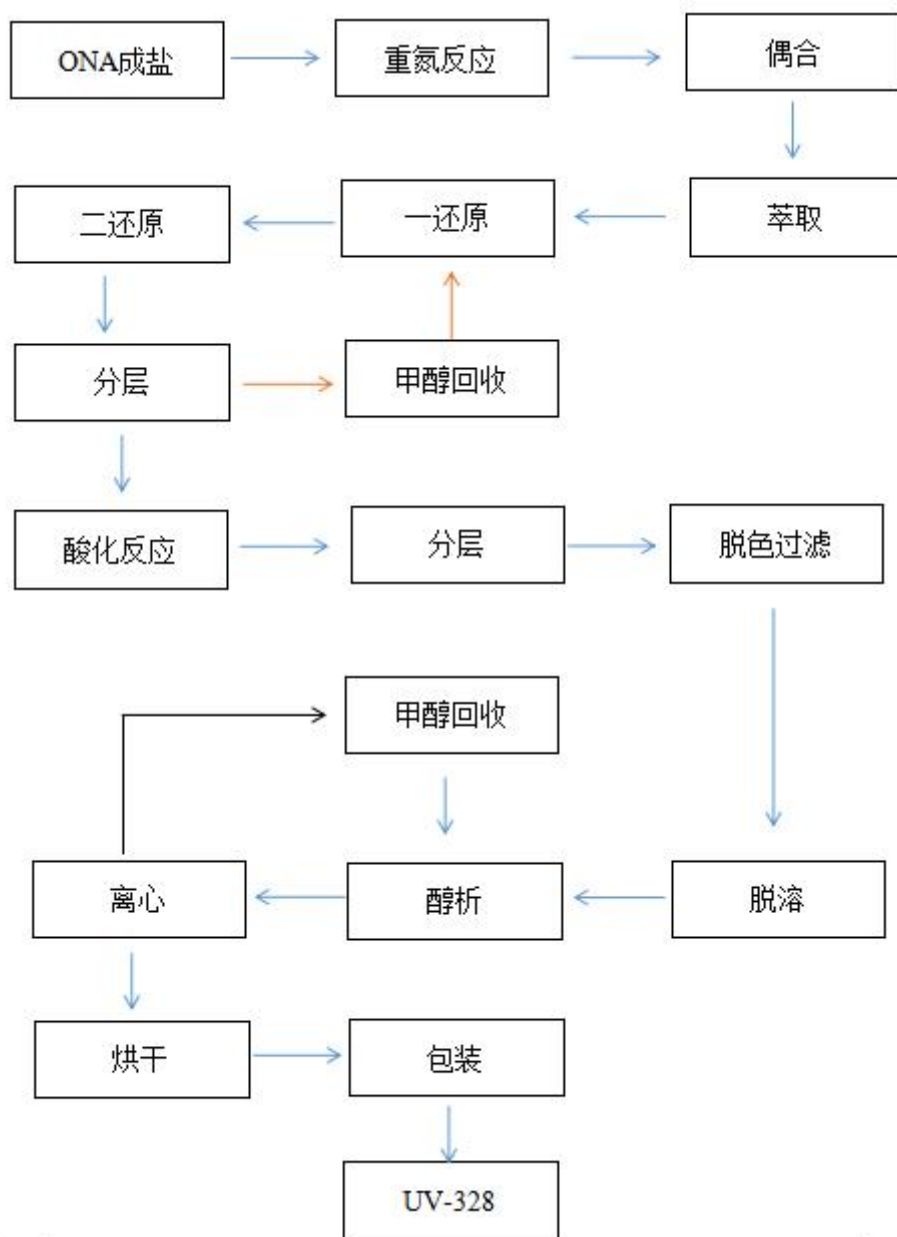 ONA成盐
重氮反应
偶合
二还原
一还原
萃取
分层
甲醇回收
酸化反应
分层
脱色过滤
甲醇回收
离心
醇析
脱溶
烘干
包装
UV-328